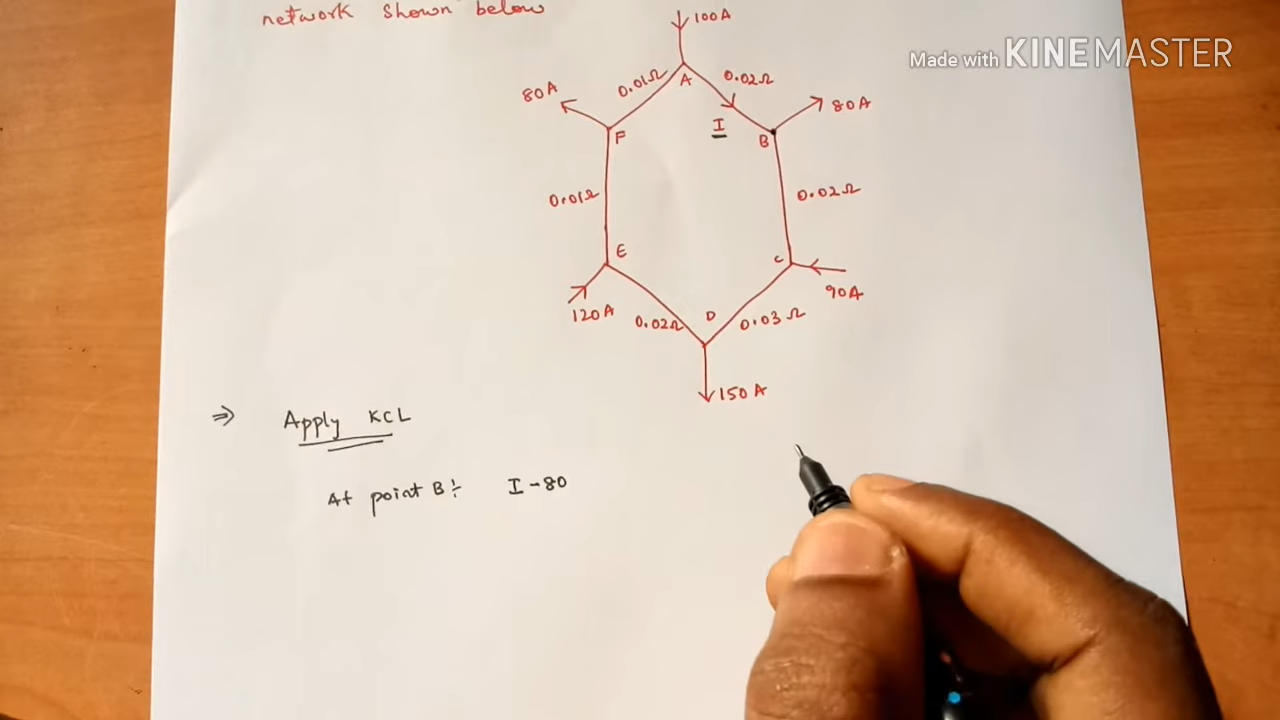 network shown below
Made with KINEMASTER
100A
0.01Ω
A
0.02Ω
80A
80A
I
F
B
0.01Ω
0.02Ω
E
C
90A
120A
D
0.02Ω
0.03Ω
150A
⇒ Apply KCL
At point B:- I-80